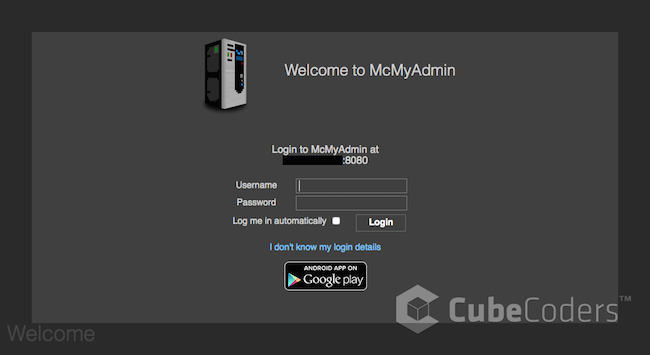 Welcome to McMyAdmin
Login to McMyAdmin at
:8080
Username
Password
Log me in automatically
Login
I don't know my login details
ANDROID APP ON
Google play
CubeCoders™
Welcome